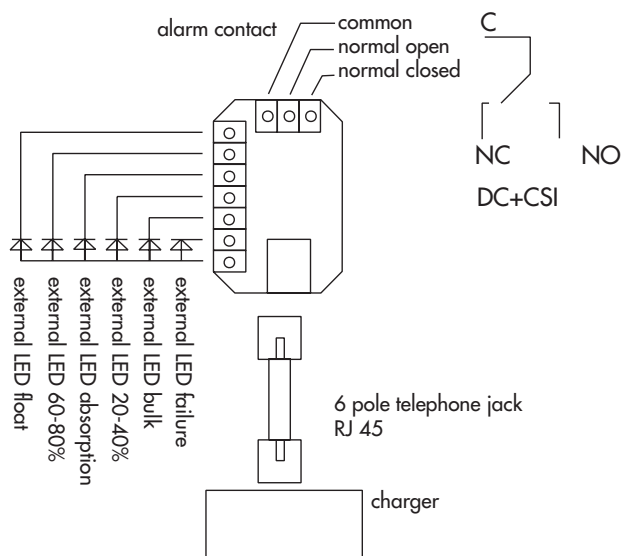 alarm contact
common
normal open
normal closed
C
NC
NO
DC+CSI
external LED float
external LED 60-80%
external LED absorption
external LED 20-40%
external LED bulk
external LED failure
6 pole telephone jack
RJ 45
charger